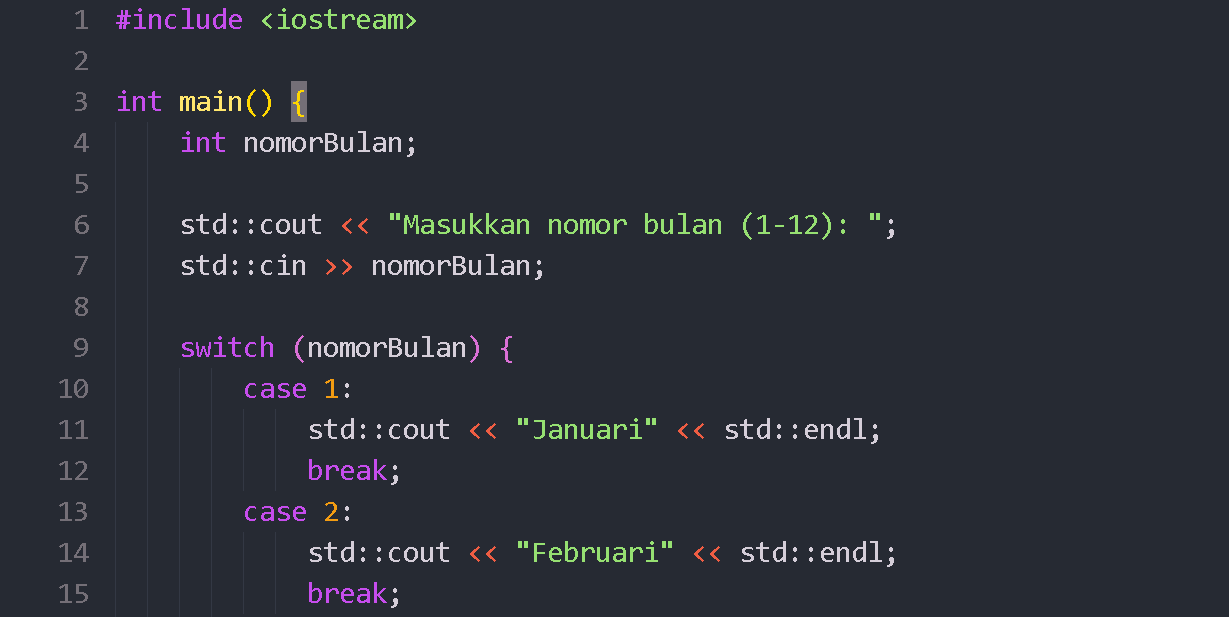 1 #include <iostream>
2
3 int main() {
4 int nomorBulan;
5
6 std::cout << "Masukkan nomor bulan (1-12): ";
7 std::cin >> nomorBulan;
8
9 switch (nomorBulan) {
10 case 1:
11 std::cout << "Januari" << std::endl;
12 break;
13 case 2:
14 std::cout << "Februari" << std::endl;
15 break;